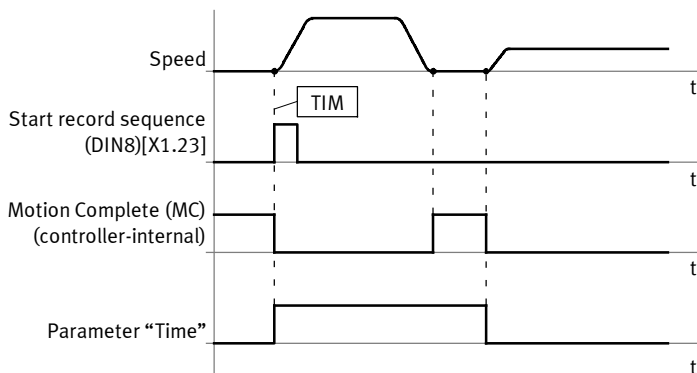 Speed
t
TIM
Start record sequence
(DIN8)[X1.23]
t
Motion Complete (MC)
(controller-internal)
t
Parameter “Time”
t